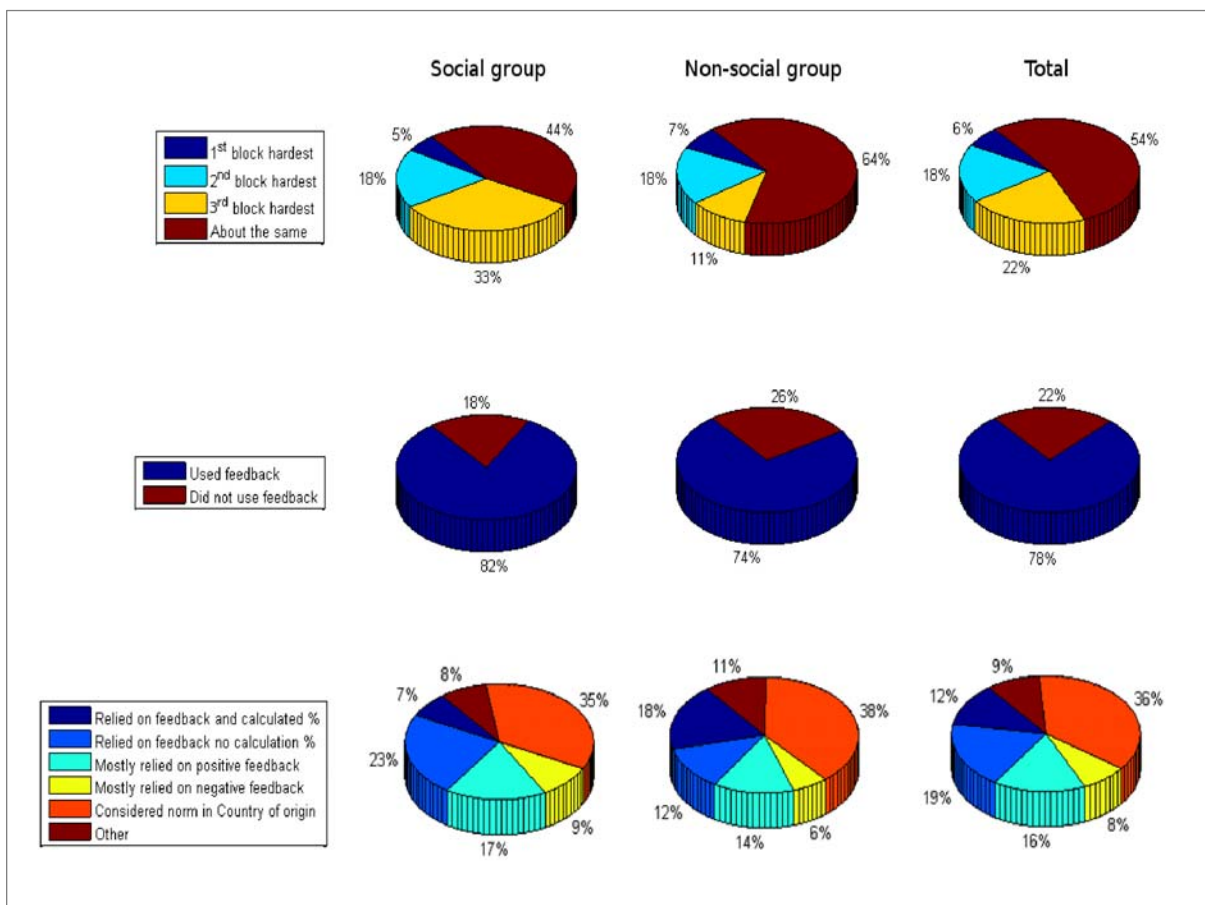 Social group
Non-social group
Total
1st block hardest
2nd block hardest
3rd block hardest
About the same
5%
44%
18%
33%
7%
64%
18%
11%
6%
54%
18%
22%
Used feedback
Did not use feedback
18%
82%
26%
74%
22%
78%
Relied on feedback and calculated %
Relied on feedback no calculation %
Mostly relied on positive feedback
Mostly relied on negative feedback
Considered norm in Country of origin
Other
8%
7%
35%
23%
9%
17%
11%
18%
38%
12%
6%
14%
9%
12%
36%
19%
8%
16%